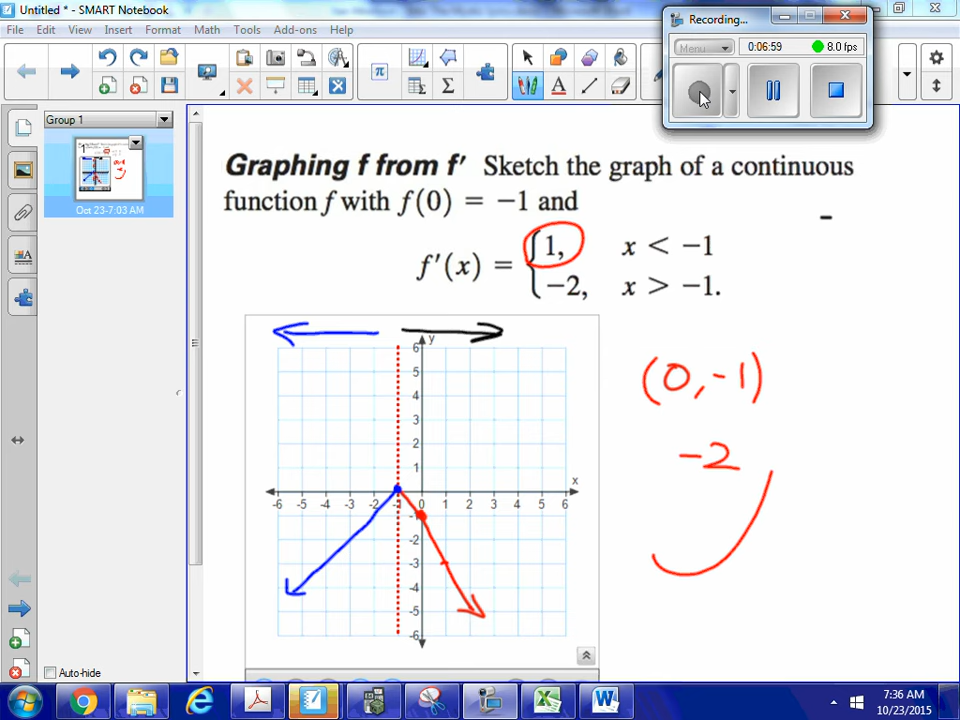 Untitled * - SMART Notebook
Recording...
File Edit View Insert Format Math Tools Add-ons Help
Menu
0:06:59
8.0 fps
Group 1
Oct 23-7:03 AM
Graphing f from f′ Sketch the graph of a continuous
function f with f(0) = −1 and
f′(x) = { 1, x < −1
−2, x > −1.
y
6
5
4
3
2
1
x
-6 -5 -4 -3 -2 -1 0 1 2 3 4 5 6
-1
-2
-3
-4
-5
-6
(0, -1)
-2
Auto-hide
7:36 AM
10/23/2015